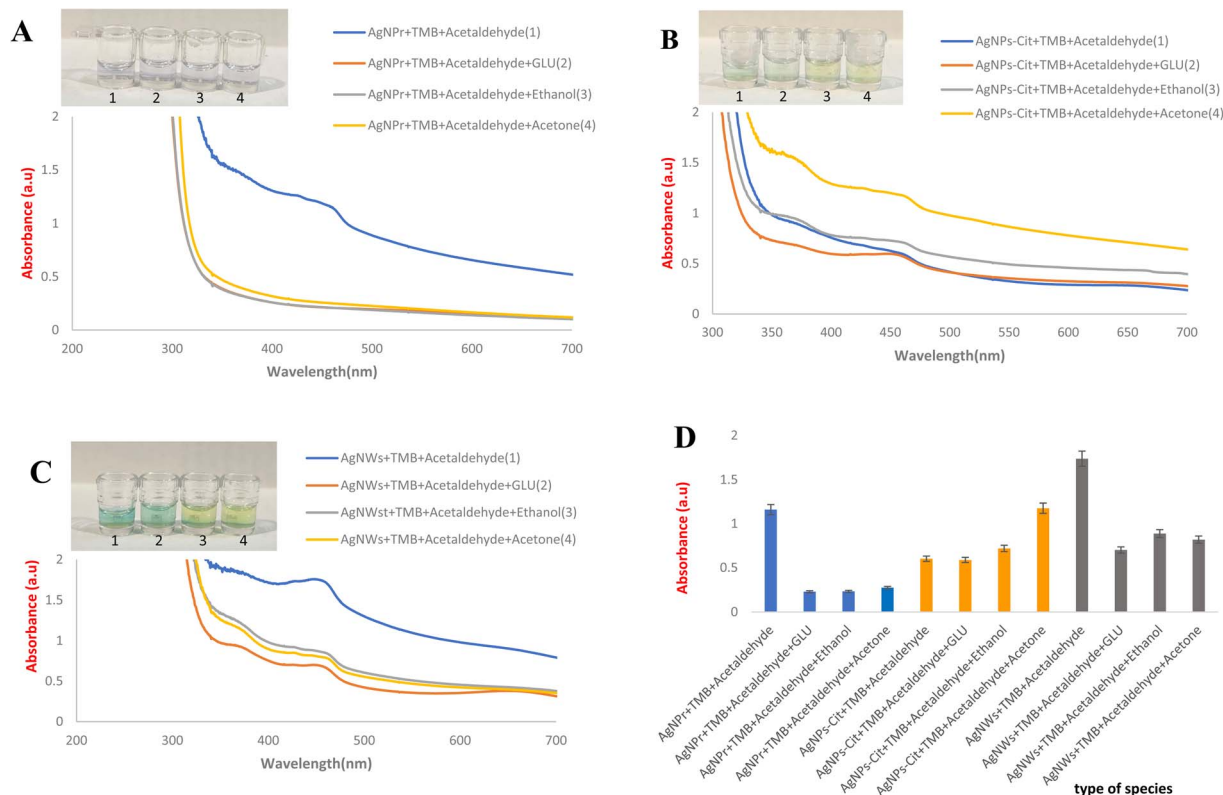 A
1 2 3 4
AgNPr+TMB+Acetaldehyde(1)
AgNPr+TMB+Acetaldehyde+GLU(2)
AgNPr+TMB+Acetaldehyde+Ethanol(3)
AgNPr+TMB+Acetaldehyde+Acetone(4)
2
1.5
1
0.5
0
Absorbance (a.u)
200 300 400 500 600 700
Wavelength(nm)
B
1 2 3 4
AgNPs-Cit+TMB+Acetaldehyde(1)
AgNPs-Cit+TMB+Acetaldehyde+GLU(2)
AgNPs-Cit+TMB+Acetaldehyde+Ethanol(3)
AgNPs-Cit+TMB+Acetaldehyde+Acetone(4)
2
1.5
1
0.5
0
Absorbance (a.u)
300 350 400 450 500 550 600 650 700
Wavelength(nm)
C
1 2 3 4
AgNWs+TMB+Acetaldehyde(1)
AgNWs+TMB+Acetaldehyde+GLU(2)
AgNWst+TMB+Acetaldehyde+Ethanol(3)
AgNWs+TMB+Acetaldehyde+Acetone(4)
2
1.5
1
0.5
0
Absorbance (a.u)
200 300 400 500 600 700
Wavelength(nm)
D
2
1.5
1
0.5
0
Absorbance (a.u)
AgNPr+TMB+Acetaldehyde
AgNPr+TMB+Acetaldehyde+GLU
AgNPr+TMB+Acetaldehyde+Ethanol
AgNPr+TMB+Acetaldehyde+Acetone
AgNPs-Cit+TMB+Acetaldehyde
AgNPs-Cit+TMB+Acetaldehyde+GLU
AgNPs-Cit+TMB+Acetaldehyde+Ethanol
AgNPs-Cit+TMB+Acetaldehyde+Acetone
AgNWs+TMB+Acetaldehyde
AgNWs+TMB+Acetaldehyde+GLU
AgNWs+TMB+Acetaldehyde+Ethanol
AgNWs+TMB+Acetaldehyde+Acetone
type of species